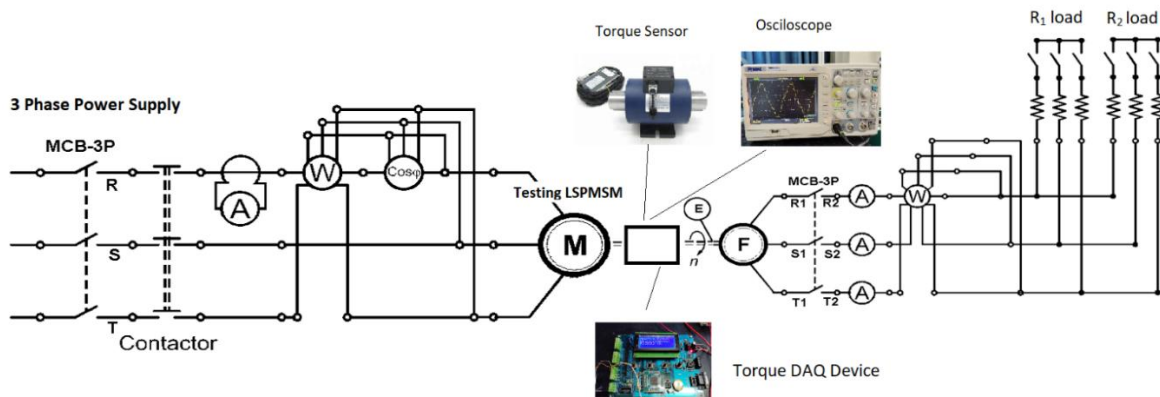 R1 load
R2 load
Torque Sensor
Osciloscope
3 Phase Power Supply
MCB-3P
R
A
W
Cosφ
Testing LSPMSM
MCB-3P
R1
R2
A
W
E
S
M
n
F
S1
S2
A
T
T1
T2
A
Contactor
Torque DAQ Device